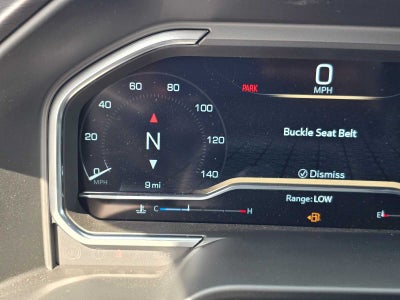 0
MPH
PARK
60 80
40 100
20 120
0 140
MPH
N
9 mi
Buckle Seat Belt
Dismiss
Range: LOW
C H
E